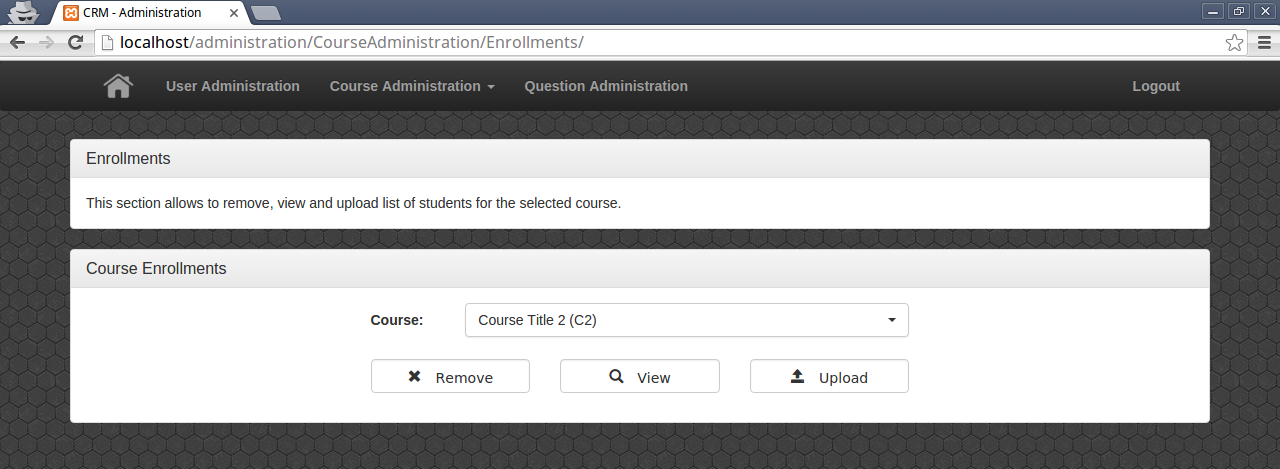 CRM - Administration
localhost/administration/CourseAdministration/Enrollments/
User Administration Course Administration Question Administration Logout
Enrollments
This section allows to remove, view and upload list of students for the selected course.
Course Enrollments
Course: Course Title 2 (C2)
Remove View Upload